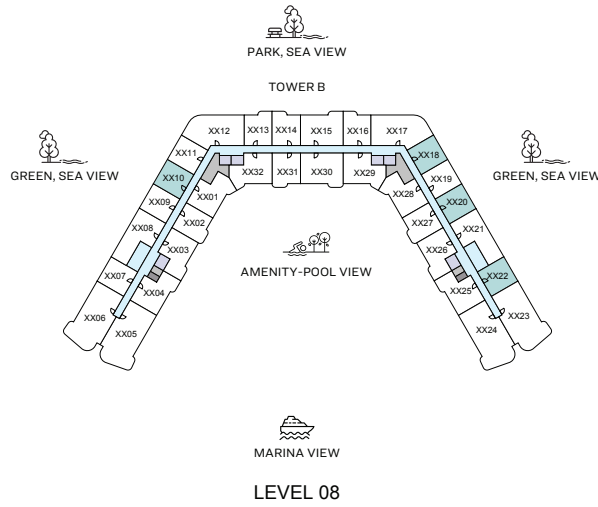 PARK, SEA VIEW
TOWER B
XX12
XX13
XX14
XX15
XX16
XX17
GREEN, SEA VIEW
GREEN, SEA VIEW
XX11
XX18
XX10
XX32
XX31
XX30
XX29
XX19
XX09
XX01
XX28
XX20
XX08
XX02
XX27
XX21
XX03
XX26
AMENITY-POOL VIEW
XX07
XX04
XX25
XX22
XX06
XX05
XX24
XX23
MARINA VIEW
LEVEL 08